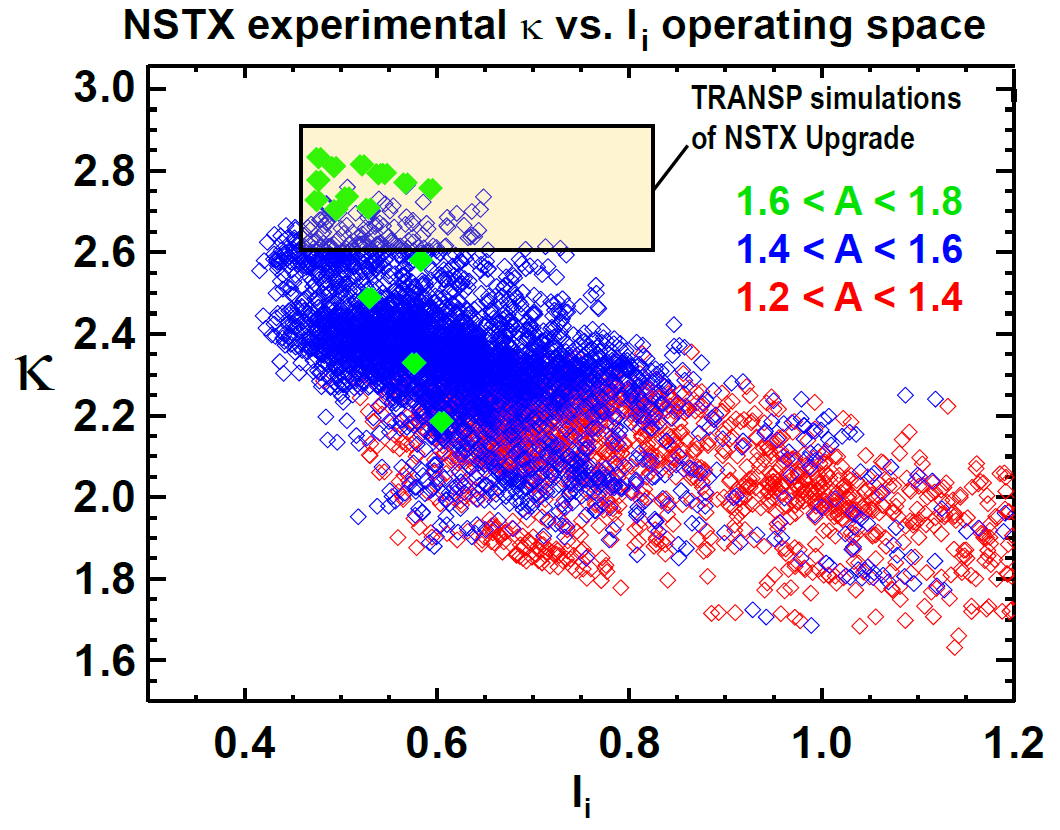 NSTX experimental κ vs. lᵢ operating space
3.0
2.8
2.6
2.4
2.2
2.0
1.8
1.6
κ
TRANSP simulations
of NSTX Upgrade
1.6 < A < 1.8
1.4 < A < 1.6
1.2 < A < 1.4
0.4 0.6 0.8 1.0 1.2
lᵢ